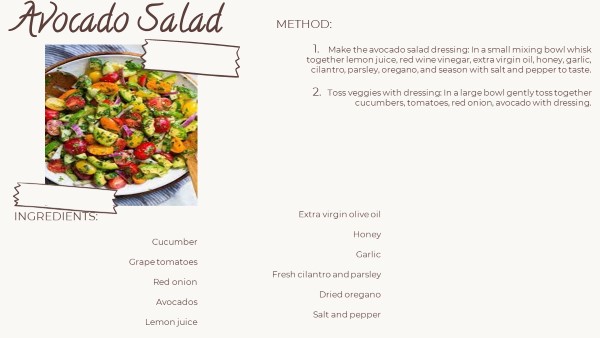 Avocado Salad
METHOD:
1. Make the avocado salad dressing: In a small mixing bowl whisk
together lemon juice, red wine vinegar, extra virgin oil, honey, garlic,
cilantro, parsley, oregano, and season with salt and pepper to taste.
2. Toss veggies with dressing: In a large bowl gently toss together
cucumbers, tomatoes, red onion, avocado with dressing.
INGREDIENTS:
Cucumber
Grape tomatoes
Red onion
Avocados
Lemon juice
Extra virgin olive oil
Honey
Garlic
Fresh cilantro and parsley
Dried oregano
Salt and pepper